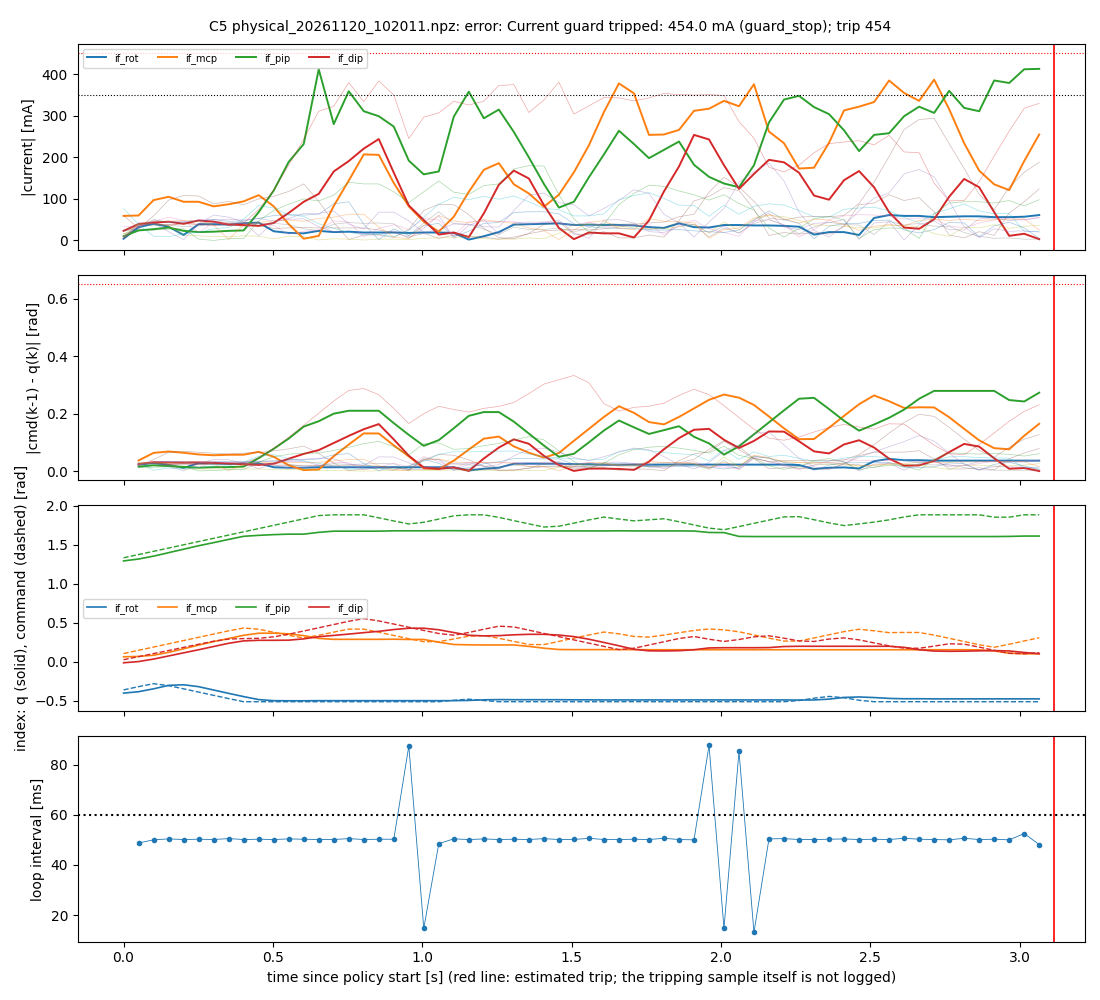 C5 physical_20261120_102011.npz: error: Current guard tripped: 454.0 mA (guard_stop); trip 454
|current| [mA]
400
300
200
100
0
if_rot if_mcp if_pip if_dip
|cmd(k-1) - q(k)| [rad]
0.6
0.4
0.2
0.0
index: q (solid), command (dashed) [rad]
2.0
1.5
1.0
0.5
0.0
−0.5
if_rot if_mcp if_pip if_dip
loop interval [ms]
80
60
40
20
0.0 0.5 1.0 1.5 2.0 2.5 3.0
time since policy start [s] (red line: estimated trip; the tripping sample itself is not logged)